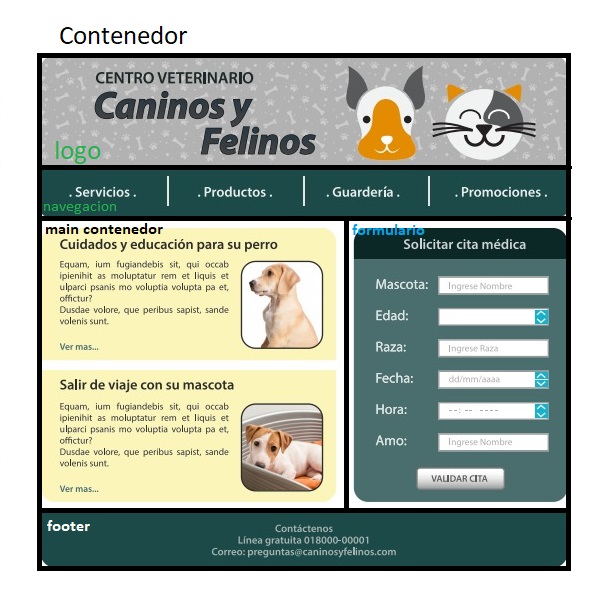 Contenedor
CENTRO VETERINARIO
Caninos y
Felinos
logo
. Servicios .
. Productos .
. Guardería .
. Promociones .
navegacion
main contenedor
Cuidados y educación para su perro
Equam, ium fugiandebis sit, qui occab
ipienihit as moluptatur rem et liquis et
ulparci psanis mo voluptia volupta pa et,
offictur?
Dusdae volore, que peribus sapist, sande
volenis sunt.
Ver mas...
Salir de viaje con su mascota
Equam, ium fugiandebis sit, qui occab
ipienihit as moluptatur rem et liquis et
ulparci psanis mo voluptia volupta pa et,
offictur?
Dusdae volore, que peribus sapist, sande
volenis sunt.
Ver mas...
formulario
Solicitar cita médica
Mascota: Ingrese Nombre
Edad:
Raza: Ingrese Raza
Fecha: dd/mm/aaaa
Hora: --:-- ----
Amo: Ingrese Nombre
VALIDAR CITA
footer
Contáctenos
Línea gratuita 018000-00001
Correo: preguntas@caninosyfelinos.com